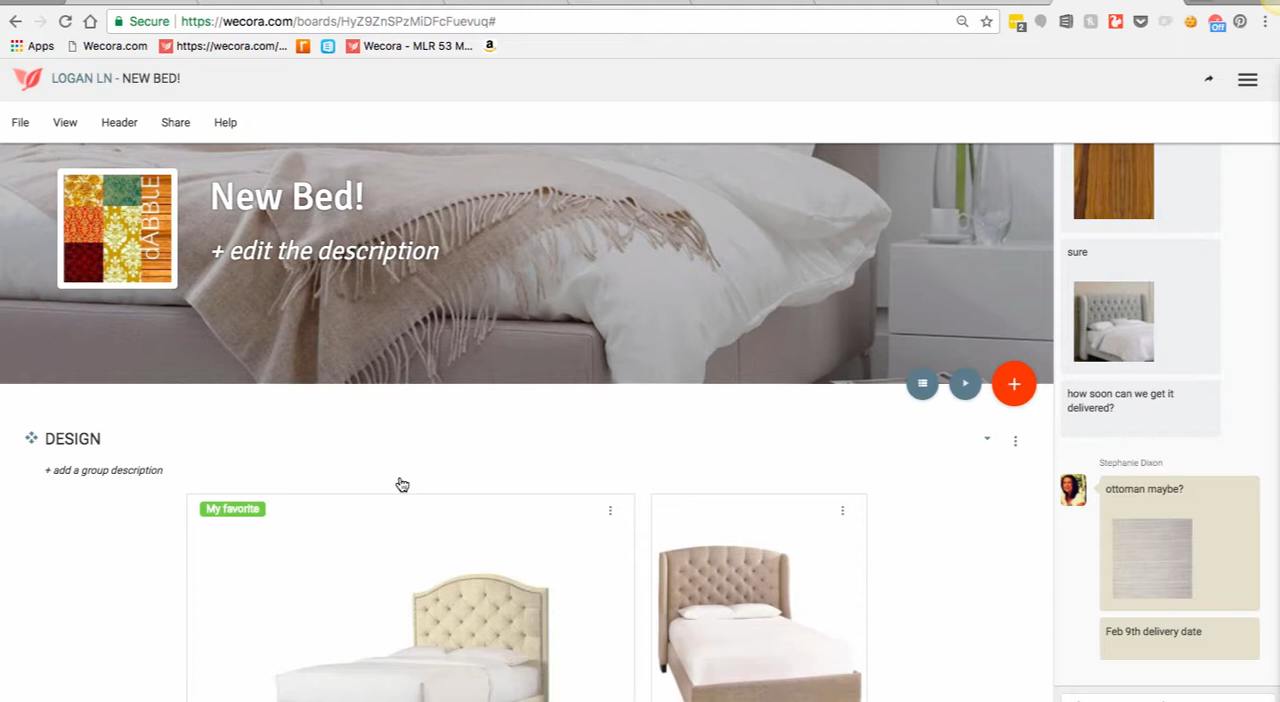 Secure https://wecora.com/boards/HyZ9ZnSPzMiDFcFuevuq#
2
Off
Apps Wecora.com https://wecora.com/... Wecora - MLR 53 M... a
LOGAN LN - NEW BED!
File View Header Share Help
dABBLE
New Bed!
+ edit the description
DESIGN
+ add a group description
My favorite
sure
how soon can we get it
delivered?
Stephanie Dixon
ottoman maybe?
Feb 9th delivery date